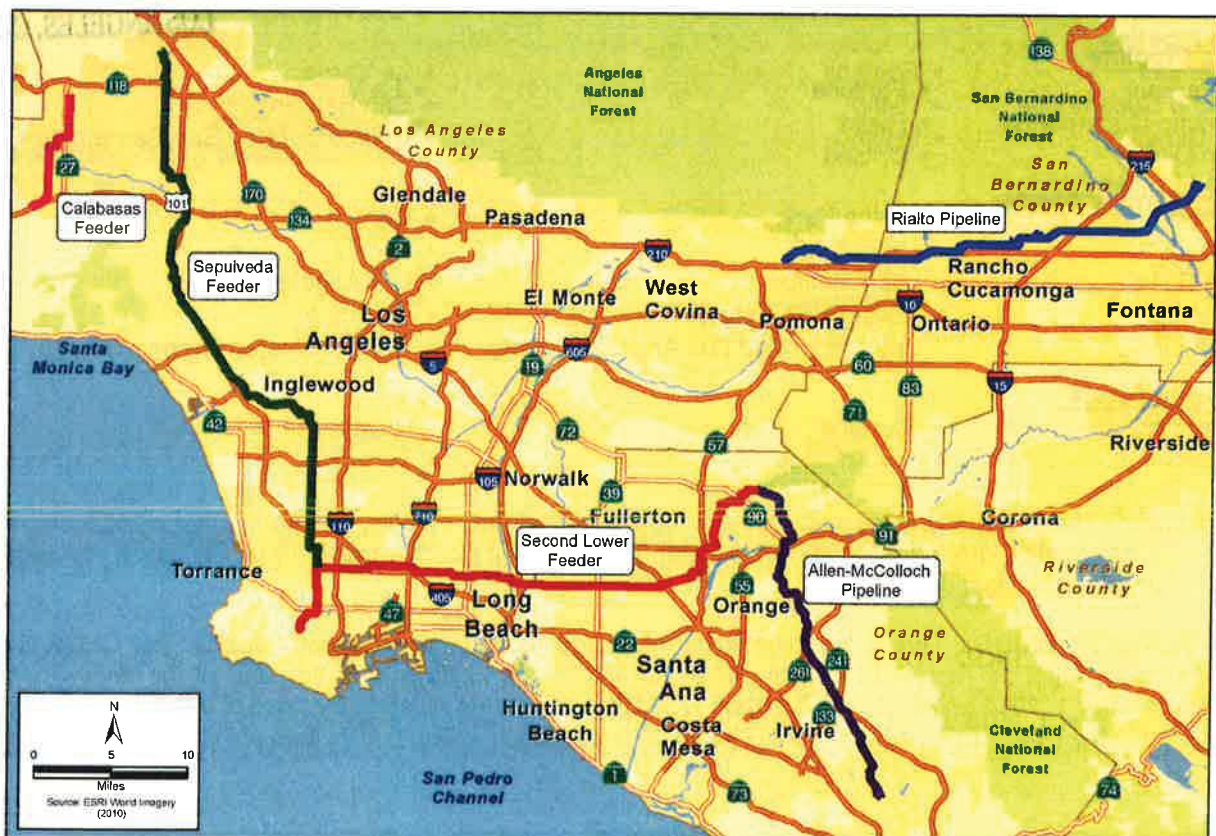 138
Angeles
National
Forest
San Bernardino
National
Forest
118
Los Angeles
County
215
San
Bernardino
County
27
170
Glendale
101
Calabasas
Feeder
134
Pasadena
Rialto Pipeline
2
210
Sepulveda
Feeder
Rancho
Cucamonga
West
Covina
El Monte
10
Fontana
Los
Angeles
Pomona
Ontario
Santa
Monica Bay
5
605
19
60
Inglewood
83
15
42
71
72
57
Riverside
105
Norwalk
39
Fullerton
90
110
710
Corona
91
Second Lower
Feeder
Torrance
Allen-McColloch
Pipeline
Riverside
County
405
55
Long
Beach
47
Orange
22
Orange
County
Santa
Ana
261
241
Huntington
Beach
133
Costa
Mesa
Irvine
Cleveland
National
Forest
San Pedro
Channel
1
73
74
N
0 5 10
Miles
Source: ESRI World Imagery
(2010)